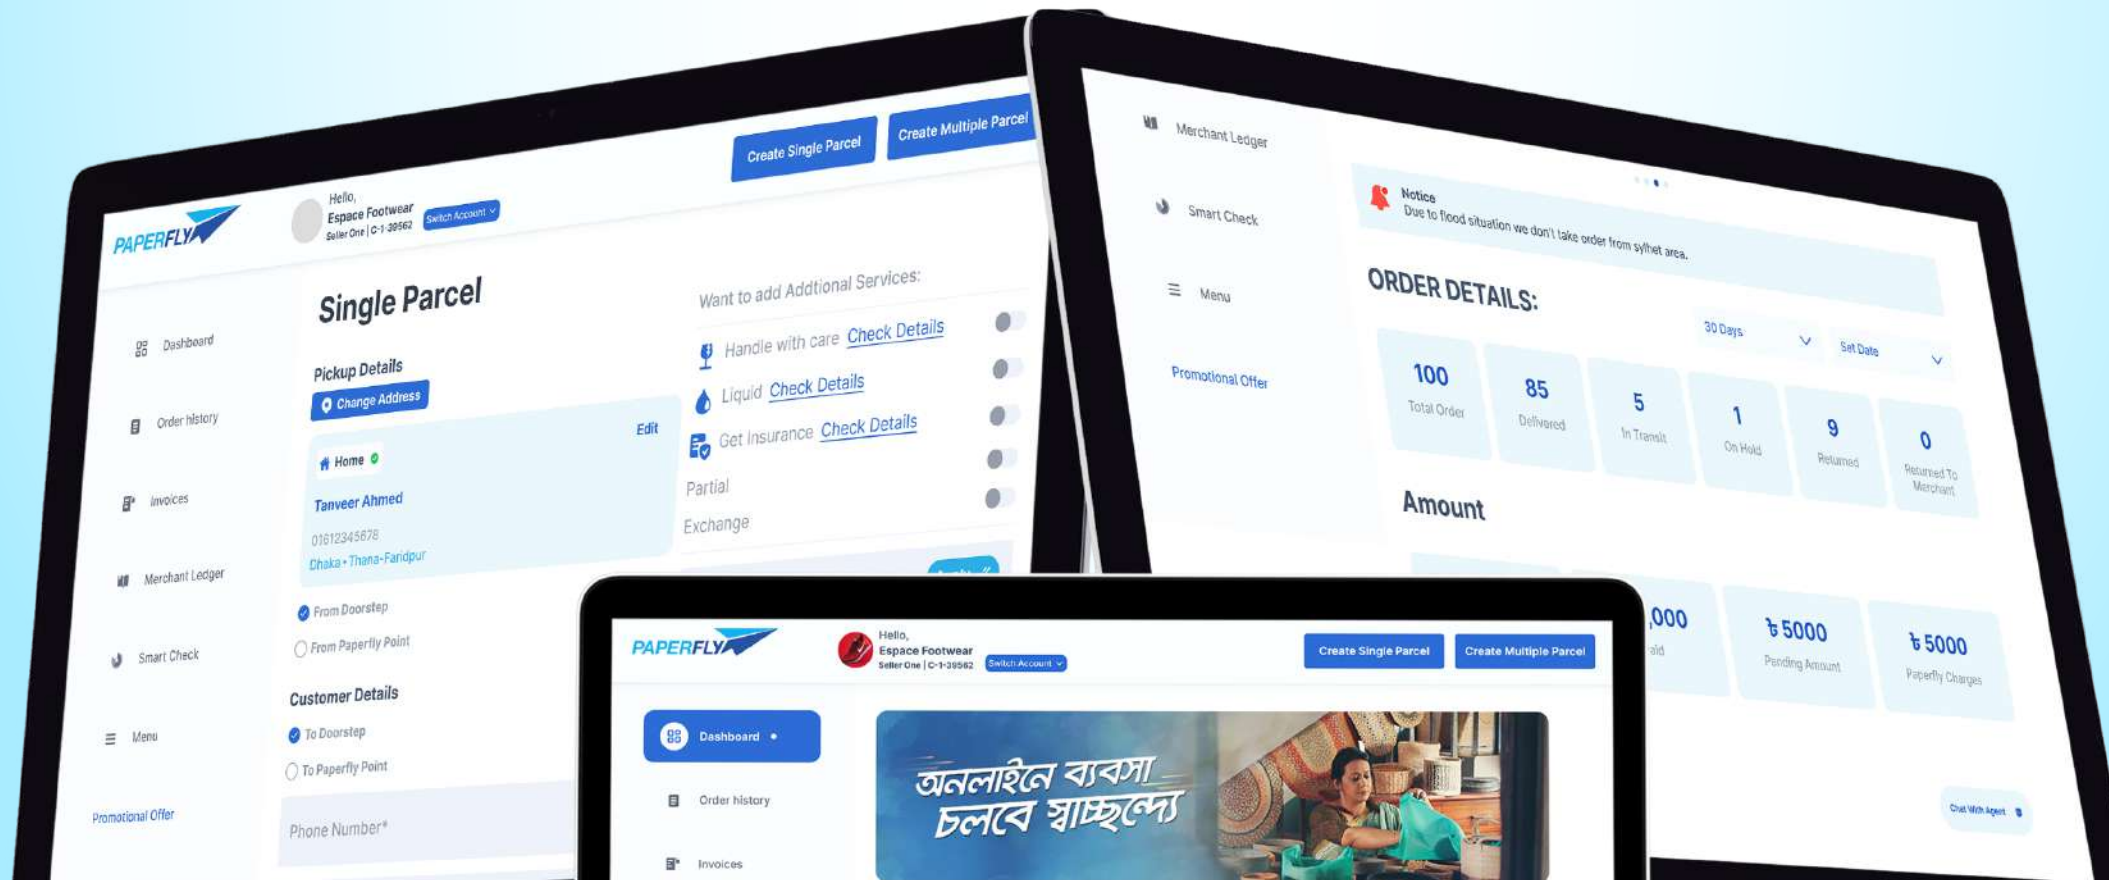 PAPERFLY
Hello,
Espace Footwear
Seller One | C-1-39562
Switch Account
Create Single Parcel
Create Multiple Parcel
Dashboard
Order history
Invoices
Merchant Ledger
Smart Check
Menu
Promotional Offer
Single Parcel
Pickup Details
Change Address
Home
Edit
Tanveer Ahmed
01612345678
Dhaka • Thana-Faridpur
From Doorstep
From Paperfly Point
Customer Details
To Doorstep
To Paperfly Point
Phone Number*
Want to add Addtional Services:
Handle with care Check Details
Liquid Check Details
Get Insurance Check Details
Partial
Exchange
Merchant Ledger
Smart Check
Menu
Promotional Offer
Notice
Due to flood situation we don't take order from sylhet area.
ORDER DETAILS:
30 Days
Set Date
100
Total Order
85
Delivered
5
In Transit
1
On Hold
9
Returned
0
Returned To
Merchant
Amount
,000
aid
৳ 5000
Pending Amount
৳ 5000
Paperfly Charges
Chat With Agent
PAPERFLY
Hello,
Espace Footwear
Seller One | C-1-39562
Switch Account
Create Single Parcel
Create Multiple Parcel
Dashboard
Order history
Invoices
অনলাইনে ব্যবসা
চলবে স্বাচ্ছন্দ্যে